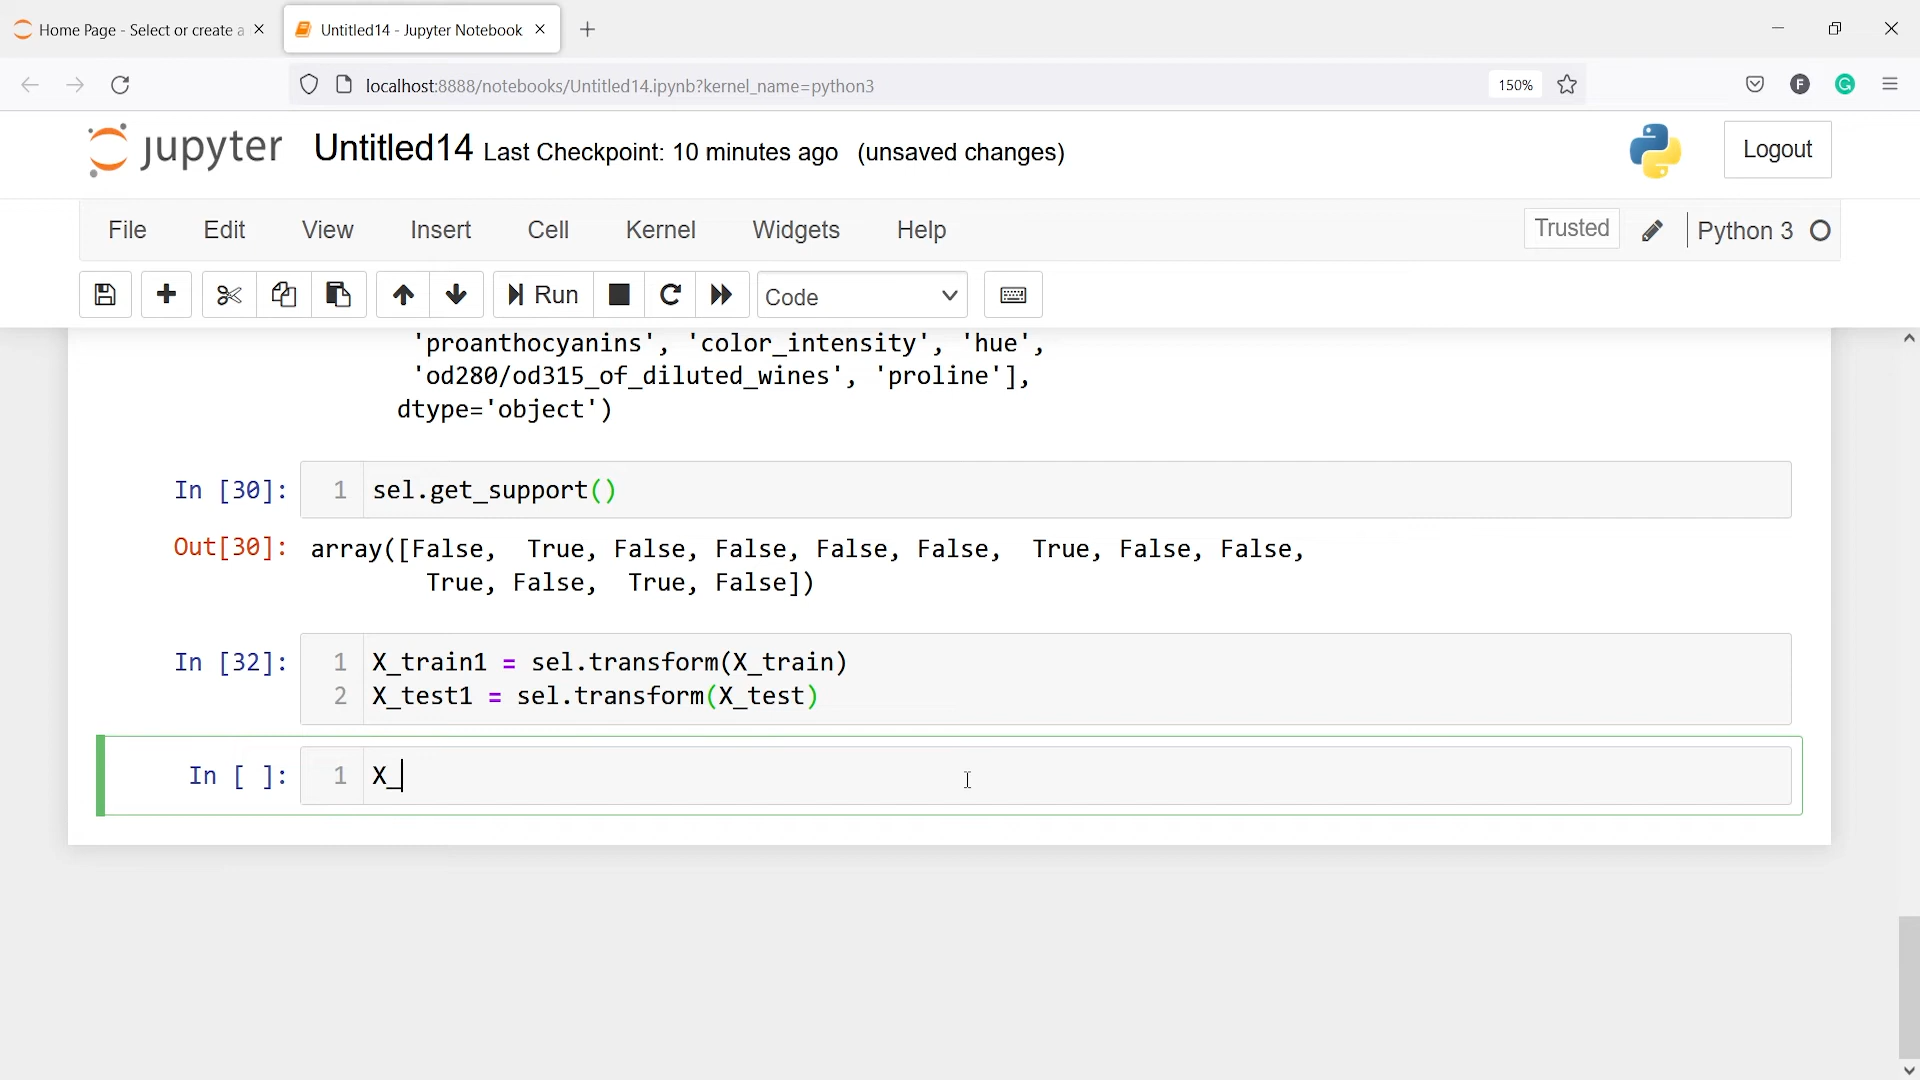 Home Page - Select or create a
Untitled14 - Jupyter Notebook
localhost:8888/notebooks/Untitled14.ipynb?kernel_name=python3
150%
F
G
jupyter Untitled14 Last Checkpoint: 10 minutes ago (unsaved changes)
Logout
File Edit View Insert Cell Kernel Widgets Help
Trusted
Python 3
Run
Code
'proanthocyanins', 'color_intensity', 'hue',
'od280/od315_of_diluted_wines', 'proline'],
dtype='object')
In [30]: 1 sel.get_support()
Out[30]: array([False,  True, False, False, False, False,  True, False, False,
True, False,  True, False])
In [32]: 1 X_train1 = sel.transform(X_train)
2 X_test1 = sel.transform(X_test)
In [ ]: 1 X_